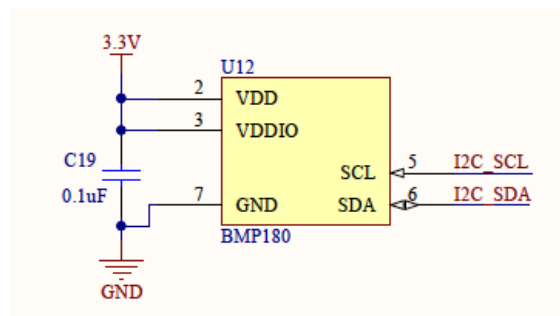 3.3V
U12
2
VDD
3
VDDIO
C19
0.1uF
SCL
5
I2C_SCL
7
GND
SDA
6
I2C_SDA
BMP180
GND